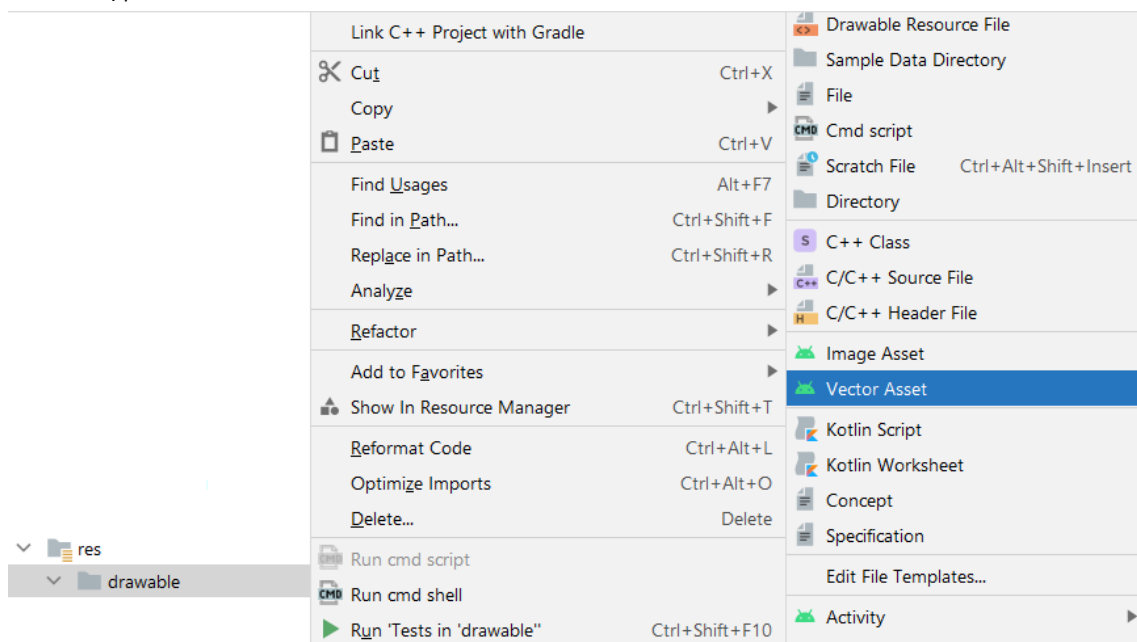 Link C++ Project with Gradle
Cut Ctrl+X
Copy
Paste Ctrl+V
Find Usages Alt+F7
Find in Path... Ctrl+Shift+F
Replace in Path... Ctrl+Shift+R
Analyze
Refactor
Add to Favorites
Show In Resource Manager Ctrl+Shift+T
Reformat Code Ctrl+Alt+L
Optimize Imports Ctrl+Alt+O
Delete... Delete
CMD Run cmd script
CMD Run cmd shell
Run 'Tests in 'drawable'' Ctrl+Shift+F10
Drawable Resource File
Sample Data Directory
File
CMD Cmd script
Scratch File Ctrl+Alt+Shift+Insert
Directory
S C++ Class
C++ C/C++ Source File
H C/C++ Header File
Image Asset
Vector Asset
Kotlin Script
Kotlin Worksheet
Concept
Specification
Edit File Templates...
Activity
res
drawable